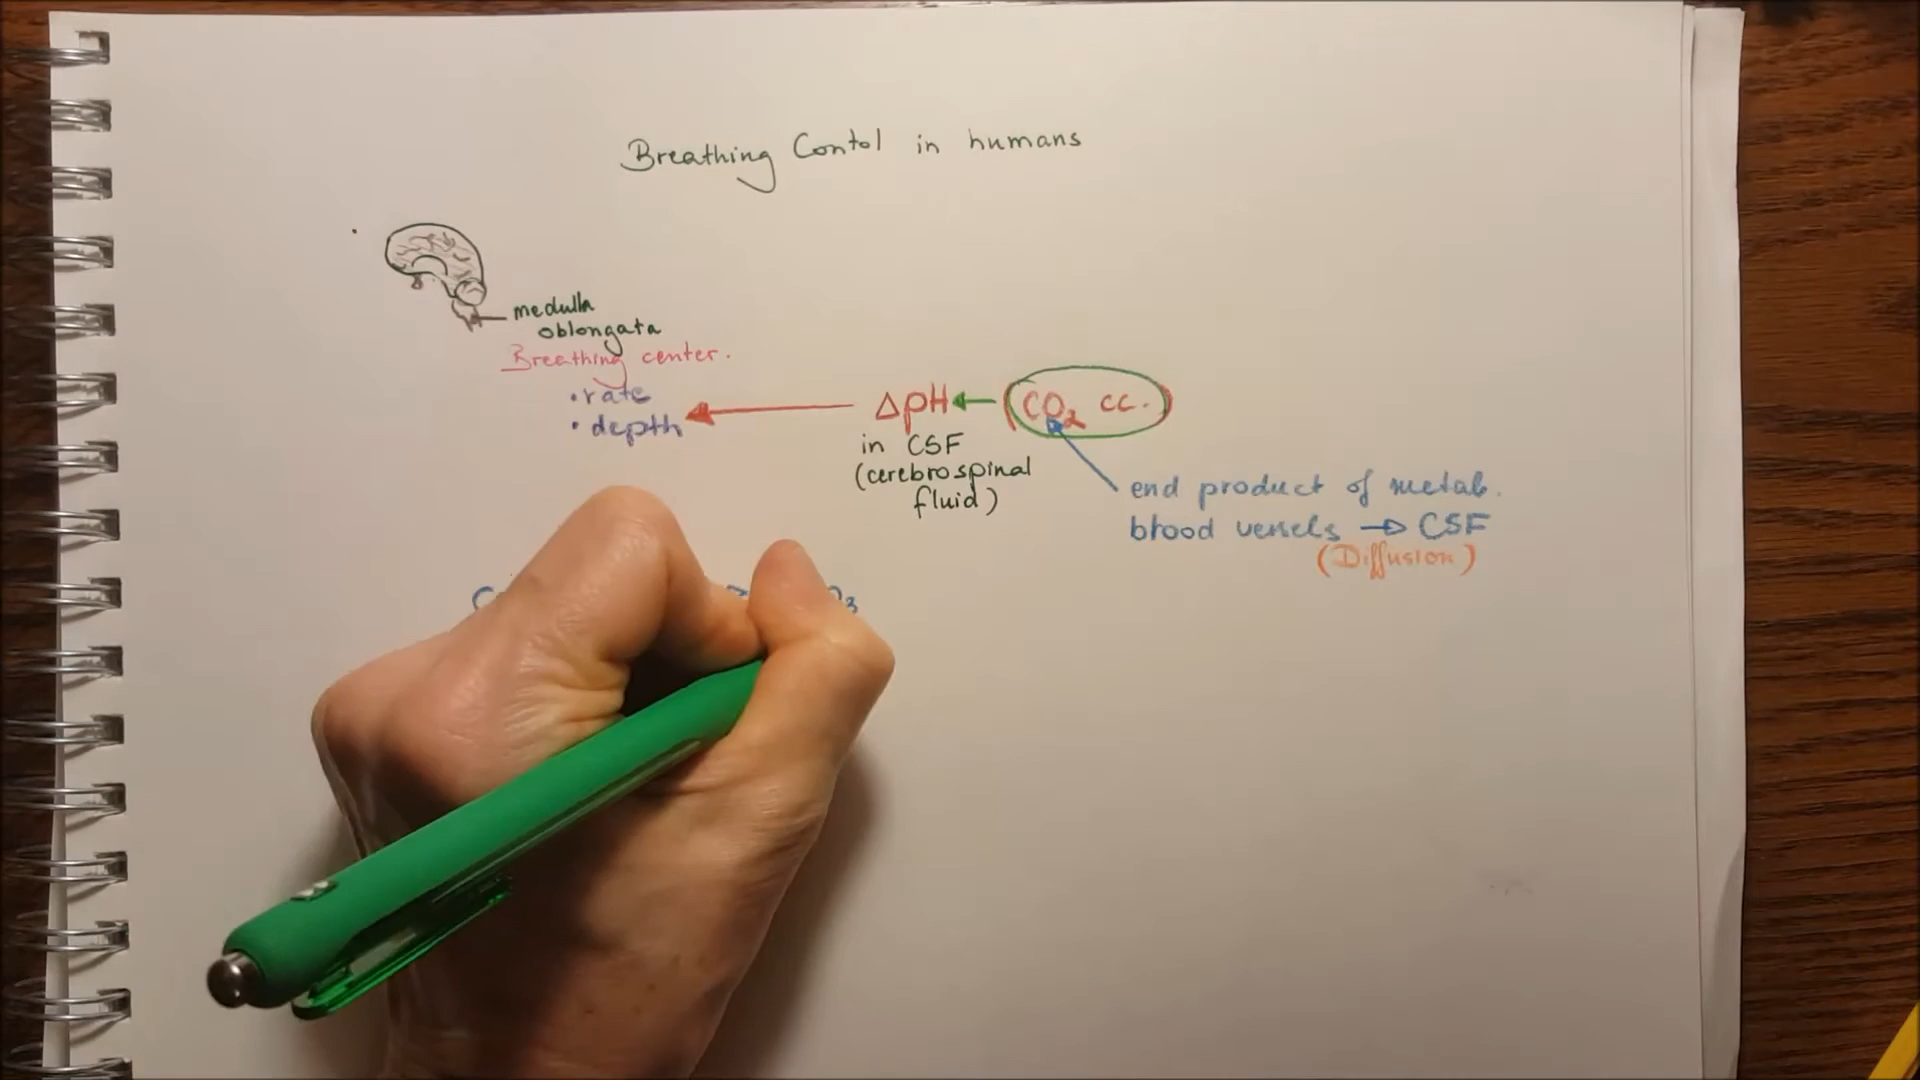 Breathing Contol in humans
medulla
oblongata
Breathing center.
• rate
• depth
ΔpH ← (CO₂ cc.)
in CSF
(cerebrospinal
fluid)
end product of metab.
blood vessels → CSF
(Diffusion)